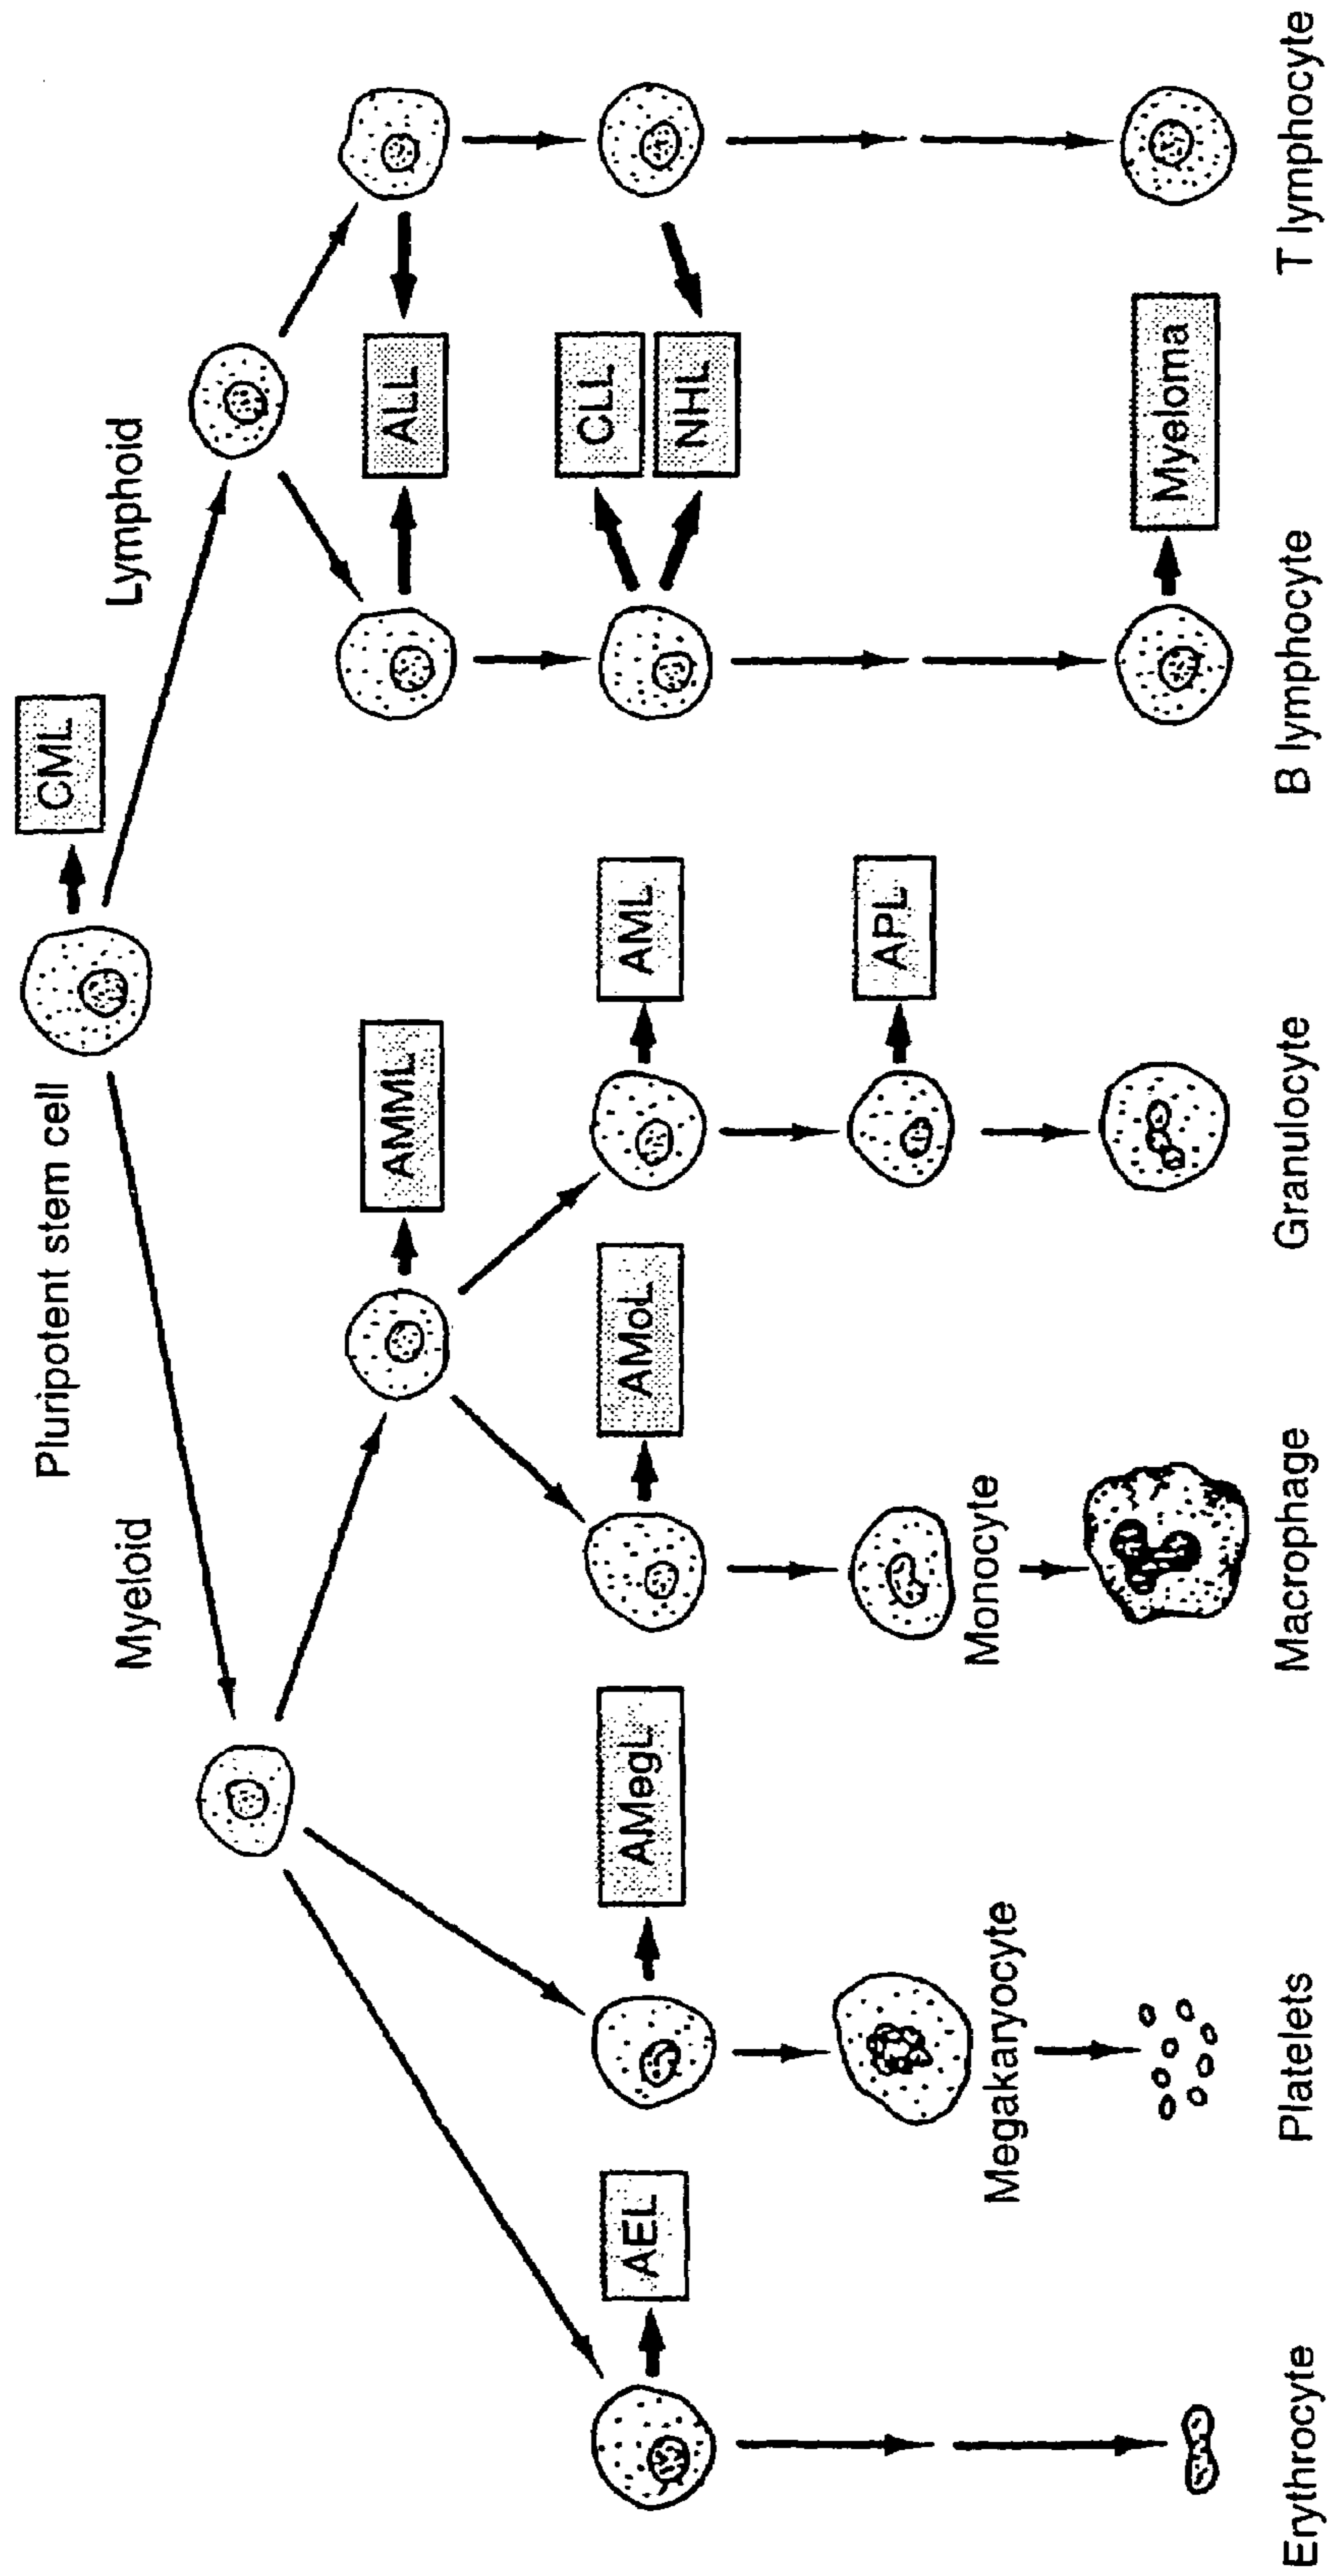 Pluripotent stem cell
CML
Myeloid
Lymphoid
AMML
ALL
AEL
AMegL
AMoL
AML
CLL
NHL
APL
Megakaryocyte
Monocyte
Myeloma
Erythrocyte
Platelets
Macrophage
Granulocyte
B lymphocyte
T lymphocyte